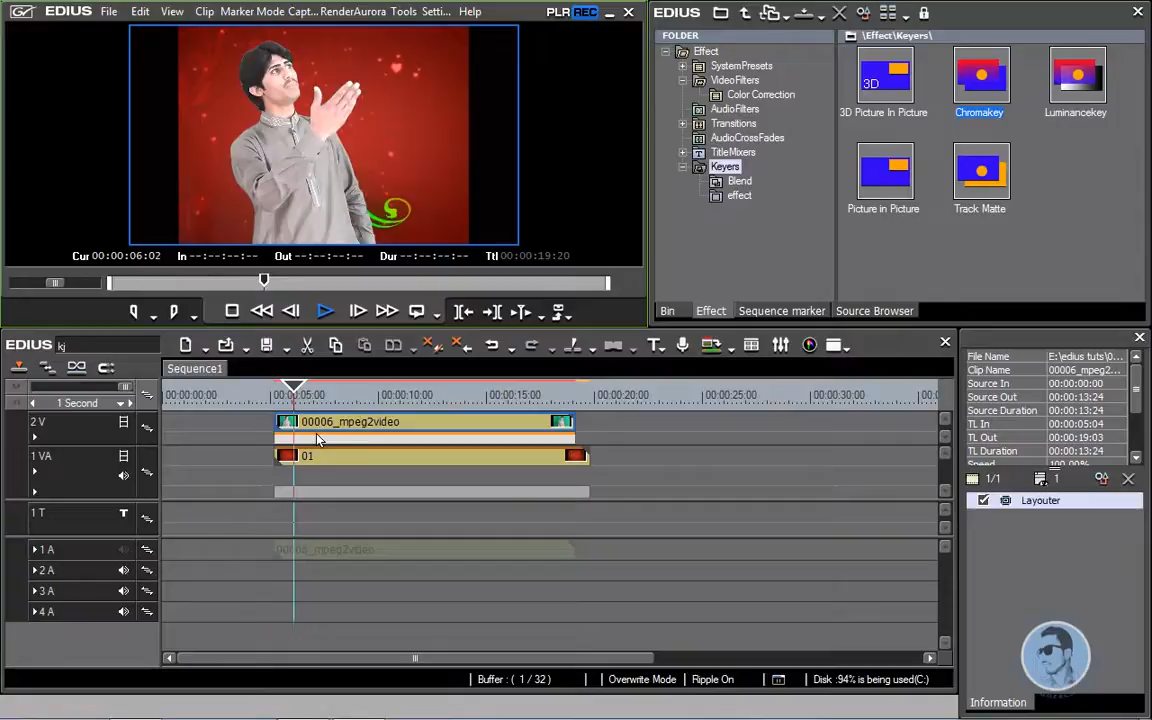 EDIUS File Edit View Clip Marker Mode Capt... RenderAurora Tools Setti... Help PLR REC
Cur 00:00:06:02 In --:--:--:-- Out --:--:--:-- Dur --:--:--:-- Ttl 00:00:19:20
EDIUS
FOLDER
\Effect\Keyers\
Effect
SystemPresets
VideoFilters
Color Correction
AudioFilters
Transitions
AudioCrossFades
TitleMixers
Keyers
Blend
effect
3D
3D Picture In Picture Chromakey Luminancekey
Picture in Picture Track Matte
Bin Effect Sequence marker Source Browser
EDIUS kj
Sequence1
1 Second
00:00:00:00 00:00:05:00 00:00:10:00 00:00:15:00 00:00:20:00 00:00:25:00 00:00:30:00 00:0
2 V 00006_mpeg2video
1 VA 01
1 T T
1 A 00006_mpeg2video
2 A
3 A
4 A
Buffer : ( 1 / 32 ) Overwrite Mode Ripple On Disk :94% is being used(C:)
File Name E:\edius tuts\0...
Clip Name 00006_mpeg2...
Source In 00:00:00:00
Source Out 00:00:13:24
Source Duration 00:00:13:24
TL In 00:00:05:04
TL Out 00:00:19:03
TL Duration 00:00:13:24
Speed 100.00%
1/1 1
Layouter
Information